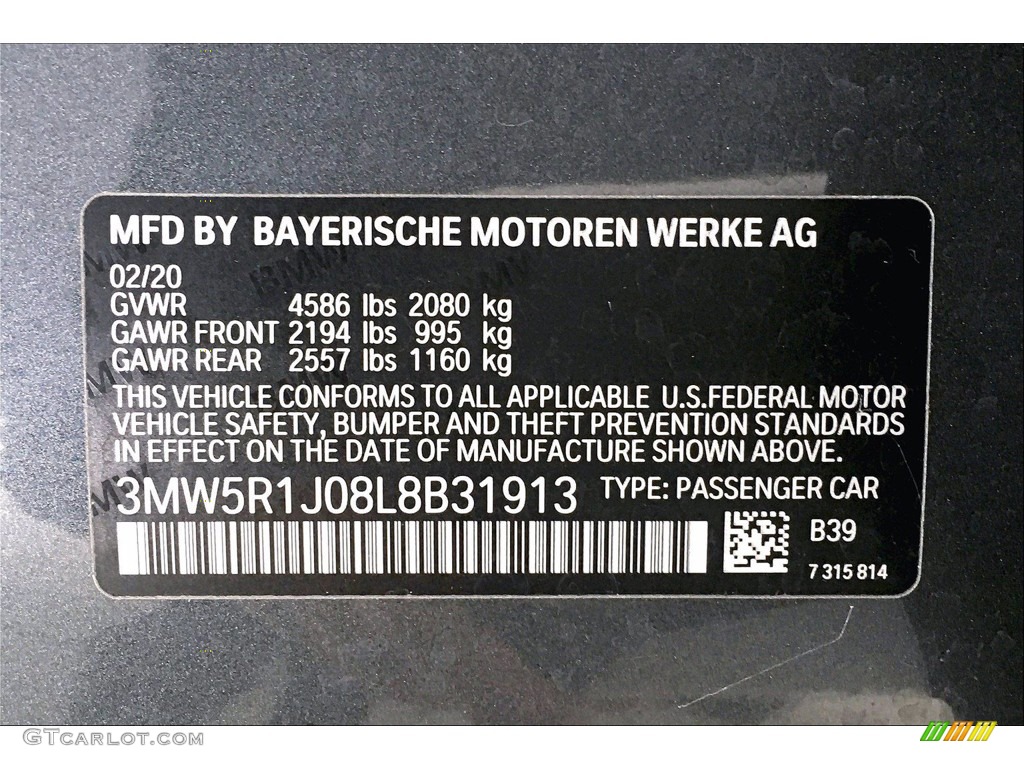 MFD BY BAYERISCHE MOTOREN WERKE AG
02/20
GVWR 4586 lbs 2080 kg
GAWR FRONT 2194 lbs 995 kg
GAWR REAR 2557 lbs 1160 kg
THIS VEHICLE CONFORMS TO ALL APPLICABLE U.S.FEDERAL MOTOR
VEHICLE SAFETY, BUMPER AND THEFT PREVENTION STANDARDS
IN EFFECT ON THE DATE OF MANUFACTURE SHOWN ABOVE.
3MW5R1J08L8B31913 TYPE: PASSENGER CAR
B39
7 315 814
GTcarlot.com